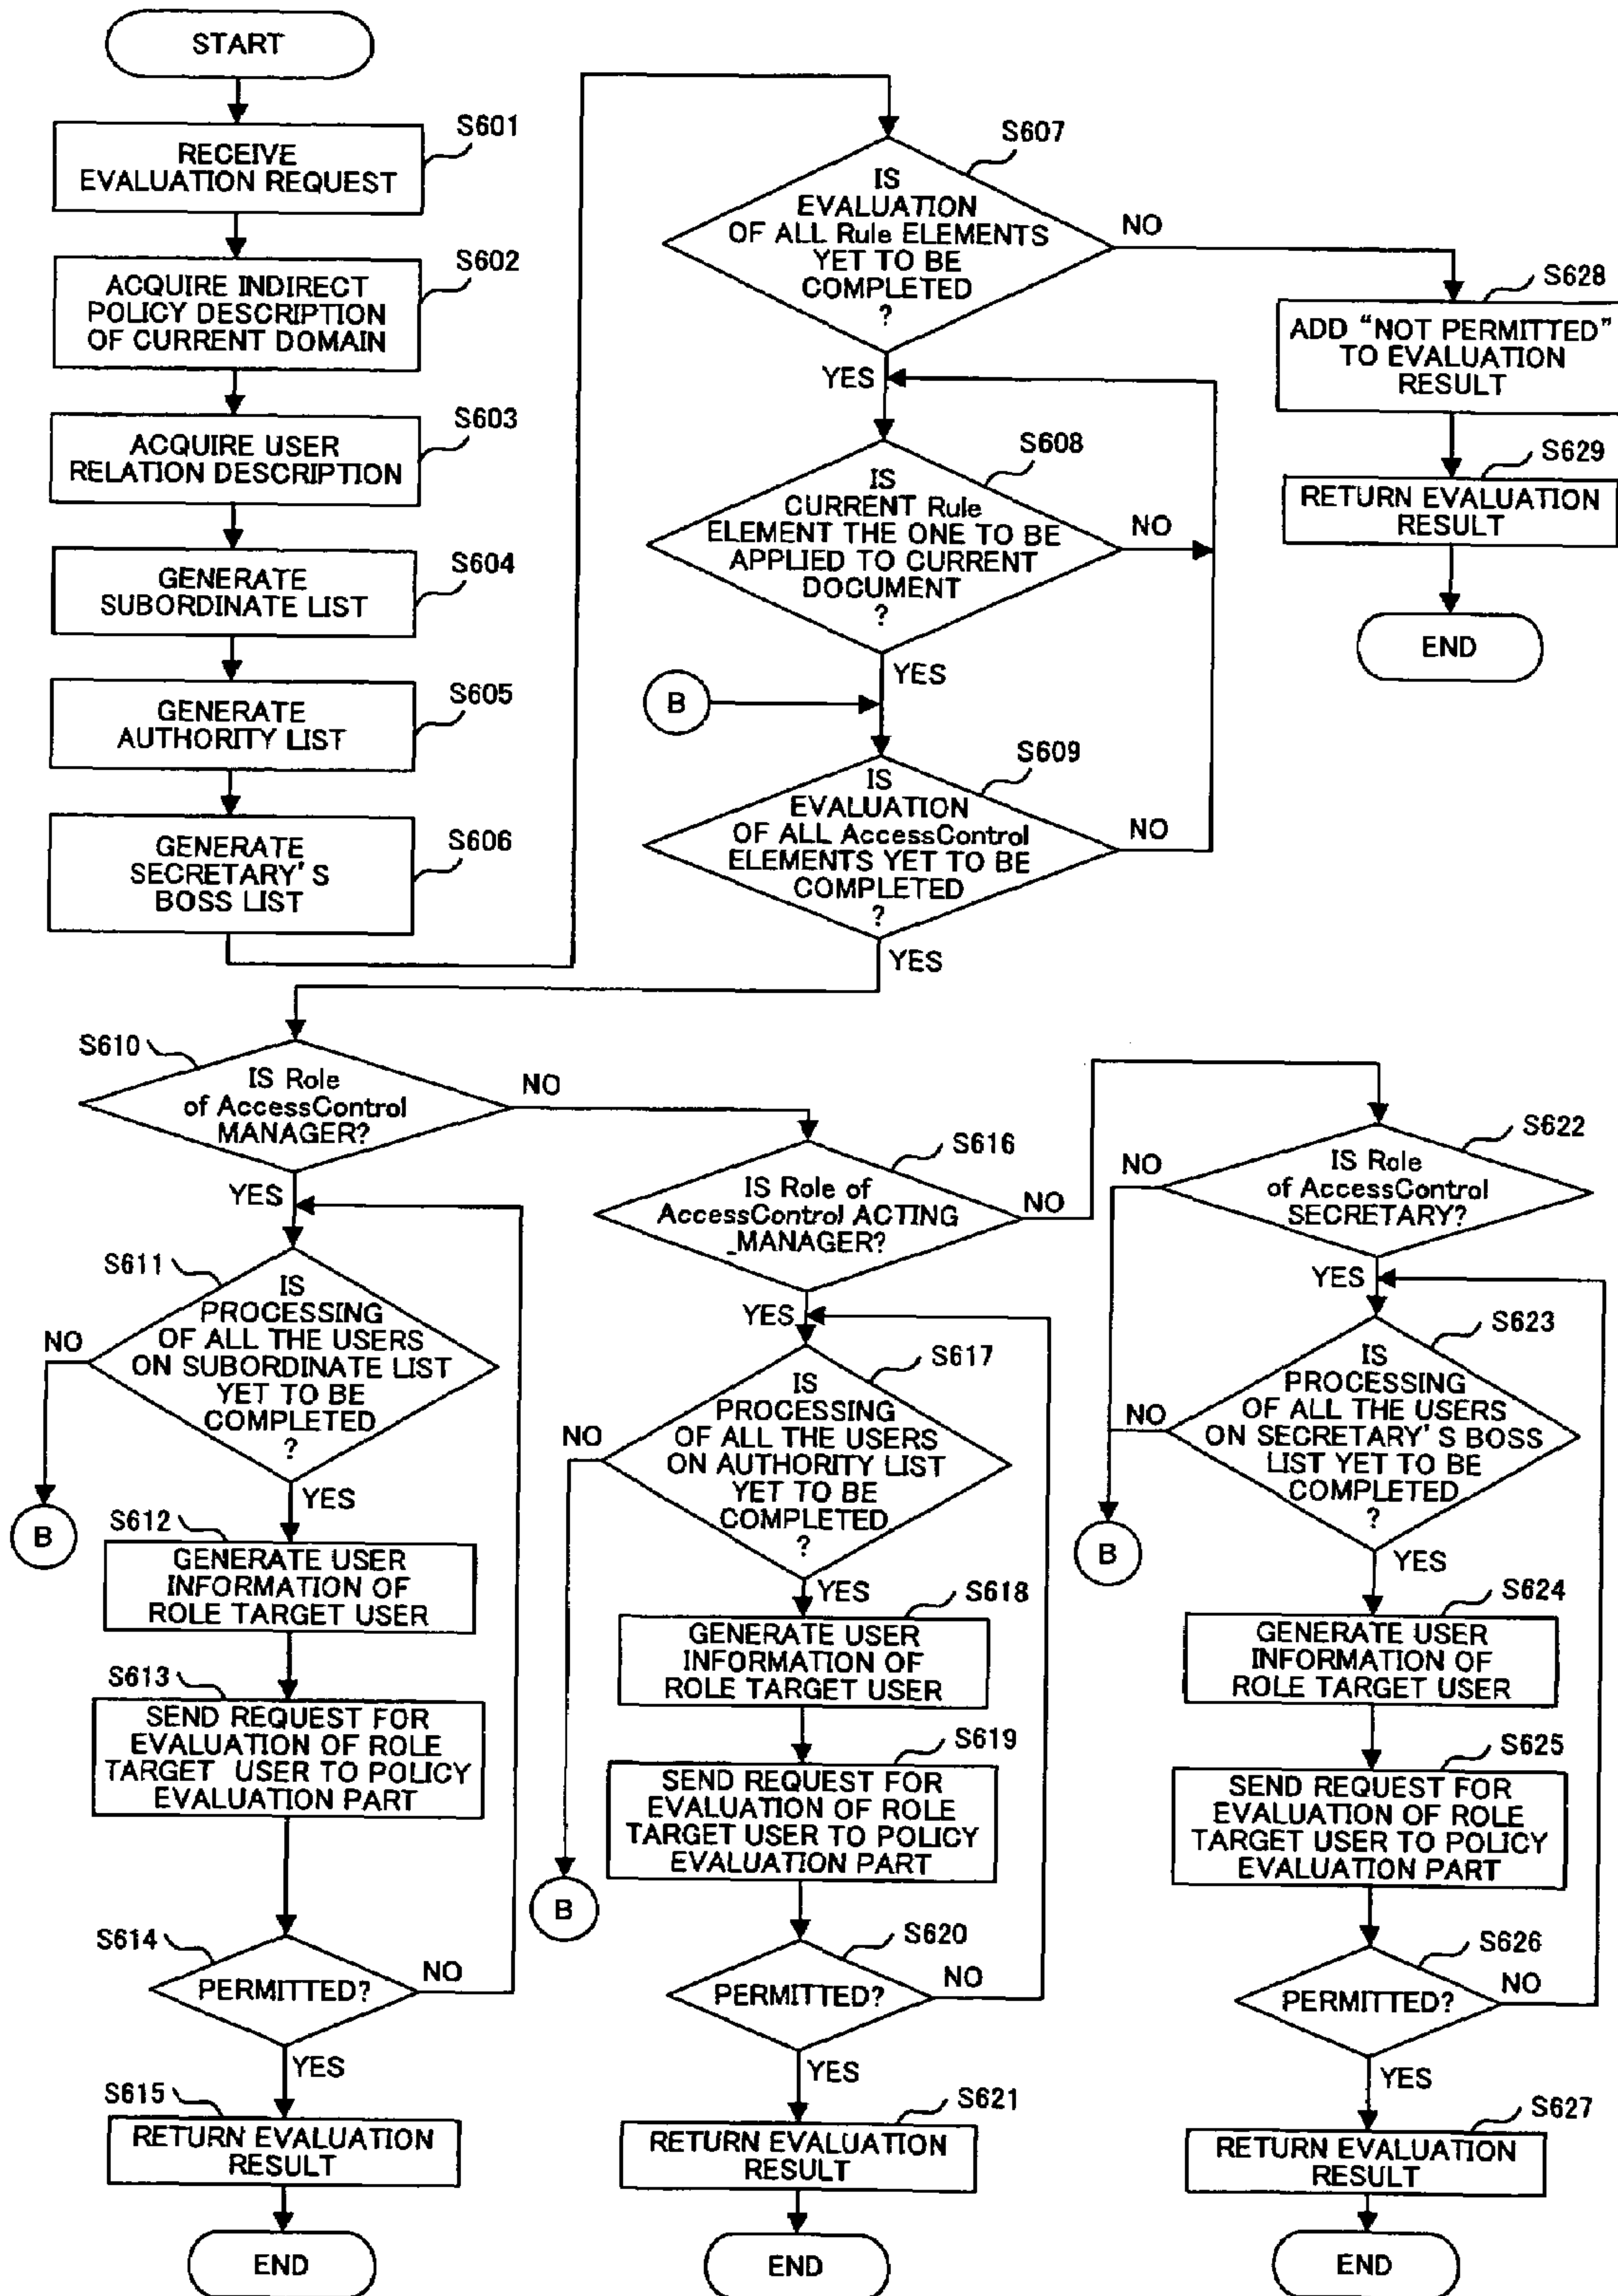 START
S601
RECEIVE
EVALUATION REQUEST
S602
ACQUIRE INDIRECT
POLICY DESCRIPTION
OF CURRENT DOMAIN
S603
ACQUIRE USER
RELATION DESCRIPTION
S604
GENERATE
SUBORDINATE LIST
S605
GENERATE
AUTHORITY LIST
S606
GENERATE
SECRETARY'S
BOSS LIST
S607
IS
EVALUATION
OF ALL Rule ELEMENTS
YET TO BE
COMPLETED
?
NO
YES
S628
ADD "NOT PERMITTED"
TO EVALUATION
RESULT
S629
RETURN EVALUATION
RESULT
END
S608
IS
CURRENT Rule
ELEMENT THE ONE TO BE
APPLIED TO CURRENT
DOCUMENT
?
NO
YES
B
S609
IS
EVALUATION
OF ALL AccessControl
ELEMENTS YET TO BE
COMPLETED
?
NO
YES
S610
IS Role
of AccessControl
MANAGER?
NO
YES
S611
IS
PROCESSING
OF ALL THE USERS
ON SUBORDINATE LIST
YET TO BE
COMPLETED
?
NO
YES
B
S612
GENERATE USER
INFORMATION OF
ROLE TARGET USER
S613
SEND REQUEST FOR
EVALUATION OF ROLE
TARGET USER TO POLICY
EVALUATION PART
S614
PERMITTED?
NO
YES
S615
RETURN EVALUATION
RESULT
END
S616
IS Role of
AccessControl ACTING
_MANAGER?
NO
YES
S617
IS
PROCESSING
OF ALL THE USERS
ON AUTHORITY LIST
YET TO BE
COMPLETED
?
NO
YES
B
S618
GENERATE USER
INFORMATION OF
ROLE TARGET USER
S619
SEND REQUEST FOR
EVALUATION OF ROLE
TARGET USER TO POLICY
EVALUATION PART
S620
PERMITTED?
NO
YES
S621
RETURN EVALUATION
RESULT
END
S622
IS Role
of AccessControl
SECRETARY?
NO
YES
S623
IS
PROCESSING
OF ALL THE USERS
ON SECRETARY'S BOSS
LIST YET TO BE
COMPLETED
?
NO
YES
B
S624
GENERATE USER
INFORMATION OF
ROLE TARGET USER
S625
SEND REQUEST FOR
EVALUATION OF ROLE
TARGET USER TO POLICY
EVALUATION PART
S626
PERMITTED?
NO
YES
S627
RETURN EVALUATION
RESULT
END